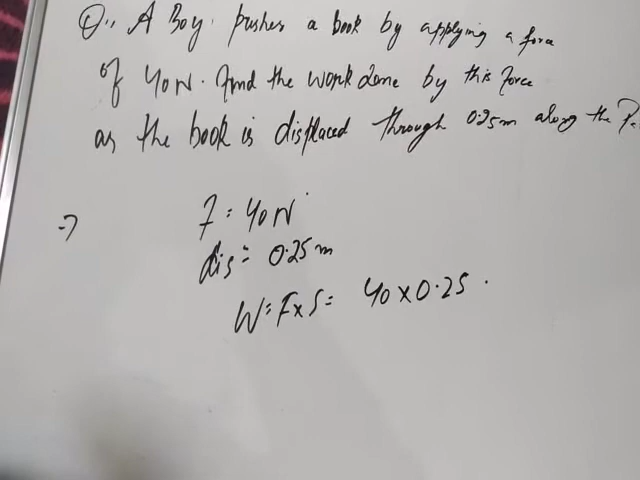 Q.. A Boy. pushes a book by applying a force
of 40N. Find the work done by this force
as the book is displaced through 0.25m along the
=> F = 40N
dis = 0.25m
W = F×S = 40×0.25.